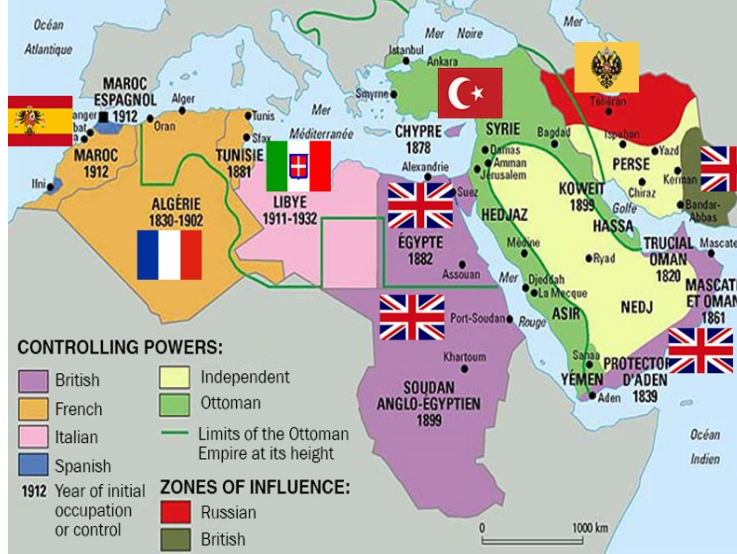 Océan
Atlantique
Mer
Mer Noire
Istanbul
Ankara
Smyrne
MAROC
ESPAGNOL
1912
Alger
Oran
Tunis
Sfax
Mer
Méditerranée
CHYPRE
1878
SYRIE
Damas
Amman
Jérusalem
Bagdad
Téhéran
Ispahan
Yazd
PERSE
Kerman
Chiraz
Bandar-
Abbas
MAROC
1912
Ifni
TUNISIE
1881
ALGÉRIE
1830-1902
LIBYE
1911-1932
Alexandrie
Suez
ÉGYPTE
1882
Assouan
HEDJAZ
KOWEIT
1899
Golfe
HASSA
TRUCIAL
OMAN
1820
Mascate
MASCATE
ET OMAN
1861
Médine
Ryad
Mer
Rouge
Djeddah
La Mecque
ASIR
NEDJ
Port-Soudan
Khartoum
SOUDAN
ANGLO-ÉGYPTIEN
1899
Sanaa
YÉMEN
PROTECTOR
D'ADEN
1839
Aden
Océan
Indien
CONTROLLING POWERS:
British
French
Italian
Spanish
1912 Year of initial
occupation
or control
Independent
Ottoman
Limits of the Ottoman
Empire at its height
ZONES OF INFLUENCE:
Russian
British
0
1000 km